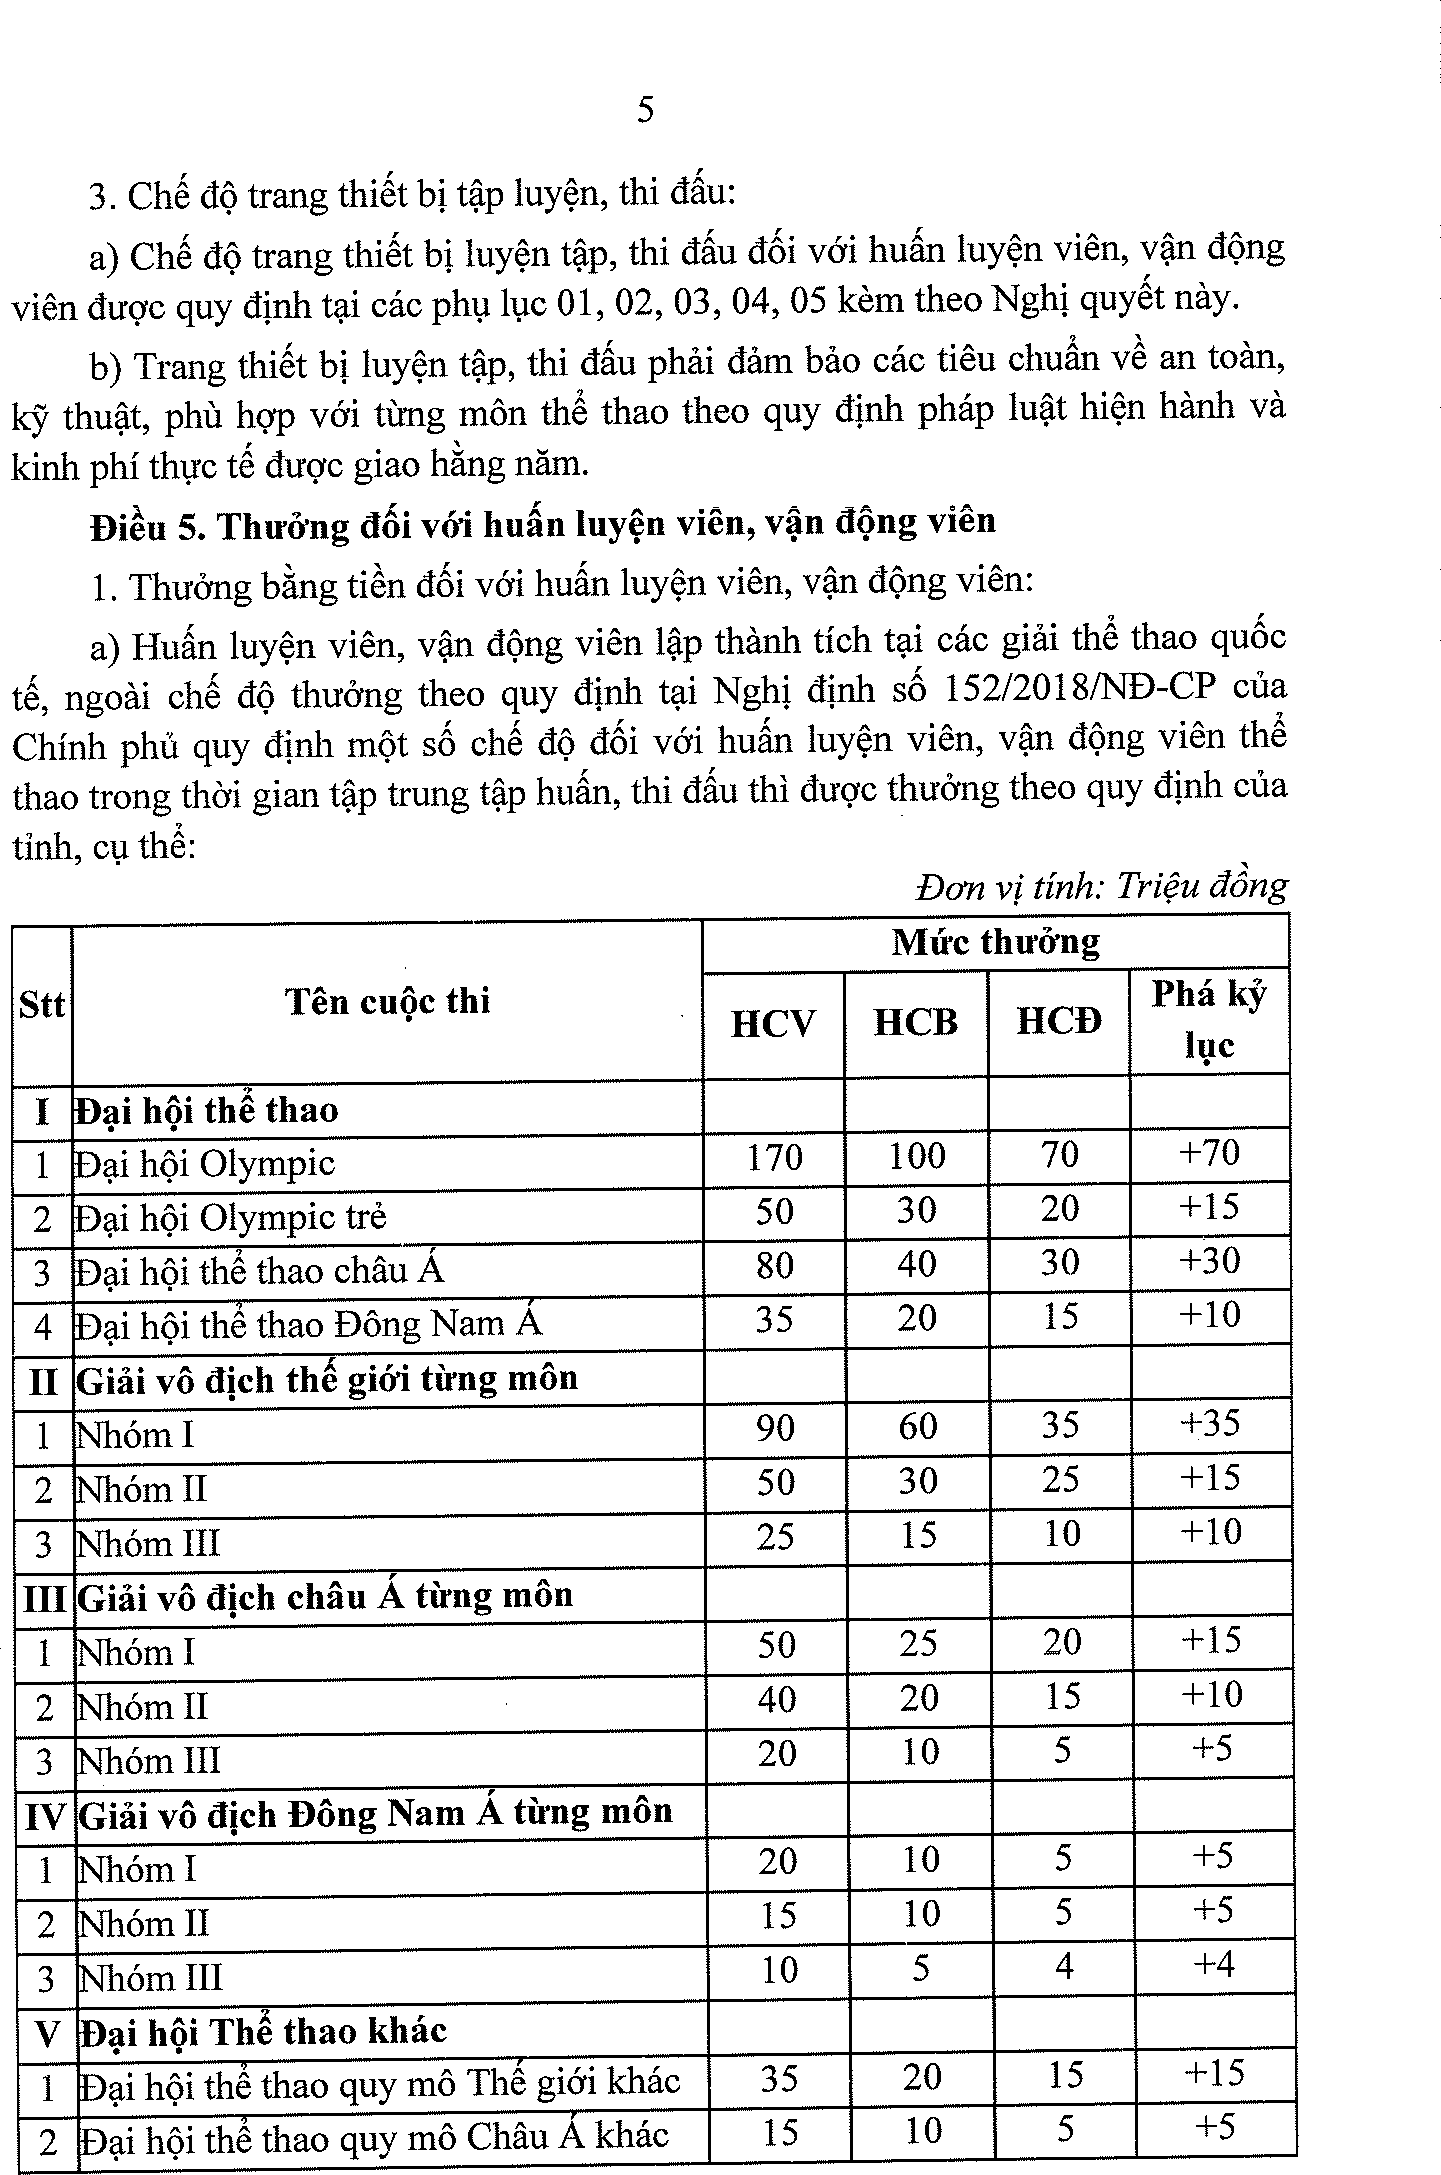 5
3. Chế độ trang thiết bị tập luyện, thi đấu:
a) Chế độ trang thiết bị luyện tập, thi đấu đối với huấn luyện viên, vận động
viên được quy định tại các phụ lục 01, 02, 03, 04, 05 kèm theo Nghị quyết này.
b) Trang thiết bị luyện tập, thi đấu phải đảm bảo các tiêu chuẩn về an toàn,
kỹ thuật, phù hợp với từng môn thể thao theo quy định pháp luật hiện hành và
kinh phí thực tế được giao hằng năm.
Điều 5. Thưởng đối với huấn luyện viên, vận động viên
1. Thưởng bằng tiền đối với huấn luyện viên, vận động viên:
a) Huấn luyện viên, vận động viên lập thành tích tại các giải thể thao quốc
tế, ngoài chế độ thưởng theo quy định tại Nghị định số 152/2018/NĐ-CP của
Chính phủ quy định một số chế độ đối với huấn luyện viên, vận động viên thể
thao trong thời gian tập trung tập huấn, thi đấu thì được thưởng theo quy định của
tỉnh, cụ thể:
Đơn vị tính: Triệu đồng
Stt Tên cuộc thi Mức thưởng
HCV HCB HCĐ Phá kỷ
lục
I Đại hội thể thao
1 Đại hội Olympic 170 100 70 +70
2 Đại hội Olympic trẻ 50 30 20 +15
3 Đại hội thể thao châu Á 80 40 30 +30
4 Đại hội thể thao Đông Nam Á 35 20 15 +10
II Giải vô địch thế giới từng môn
1 Nhóm I 90 60 35 +35
2 Nhóm II 50 30 25 +15
3 Nhóm III 25 15 10 +10
III Giải vô địch châu Á từng môn
1 Nhóm I 50 25 20 +15
2 Nhóm II 40 20 15 +10
3 Nhóm III 20 10 5 +5
IV Giải vô địch Đông Nam Á từng môn
1 Nhóm I 20 10 5 +5
2 Nhóm II 15 10 5 +5
3 Nhóm III 10 5 4 +4
V Đại hội Thể thao khác
1 Đại hội thể thao quy mô Thế giới khác 35 20 15 +15
2 Đại hội thể thao quy mô Châu Á khác 15 10 5 +5